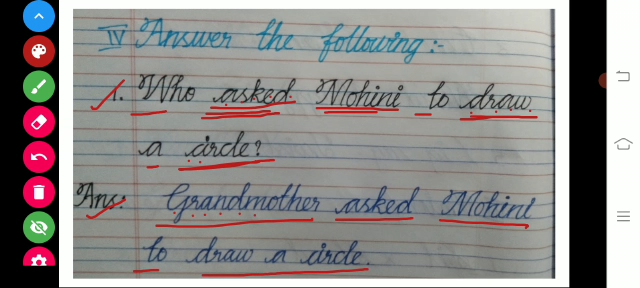 IV Answer the following:-
1. Who asked Mohini to draw
a circle?
Ans: Grandmother asked Mohini
to draw a circle.